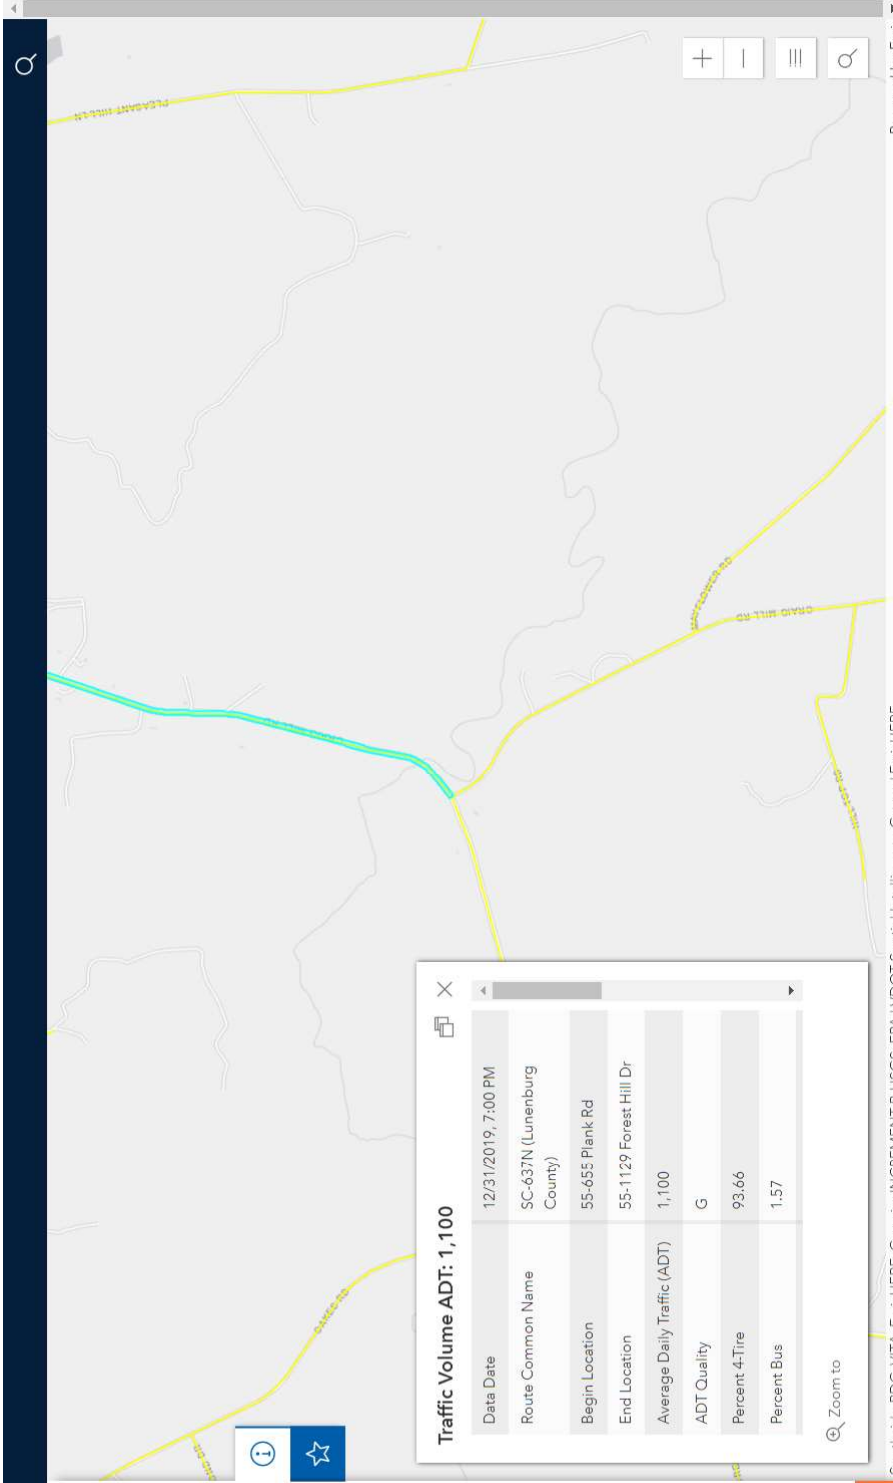 PLEASANT HILL LN
MAYFLOWER RD
CRAIG MILL RD
OAKES RD
Traffic Volume ADT: 1,100
Data Date 12/31/2019, 7:00 PM
Route Common Name SC-637N (Lunenburg
County)
Begin Location 55-655 Plank Rd
End Location 55-1129 Forest Hill Dr
Average Daily Traffic (ADT) 1,100
ADT Quality G
Percent 4-Tire 93.66
Percent Bus 1.57
Zoom to